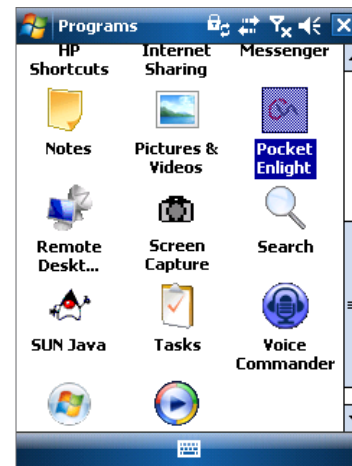 Programs
HP Shortcuts
Internet Sharing
Messenger
Notes
Pictures & Videos
Pocket Enlight
Remote Deskt...
Screen Capture
Search
SUN Java
Tasks
Voice Commander